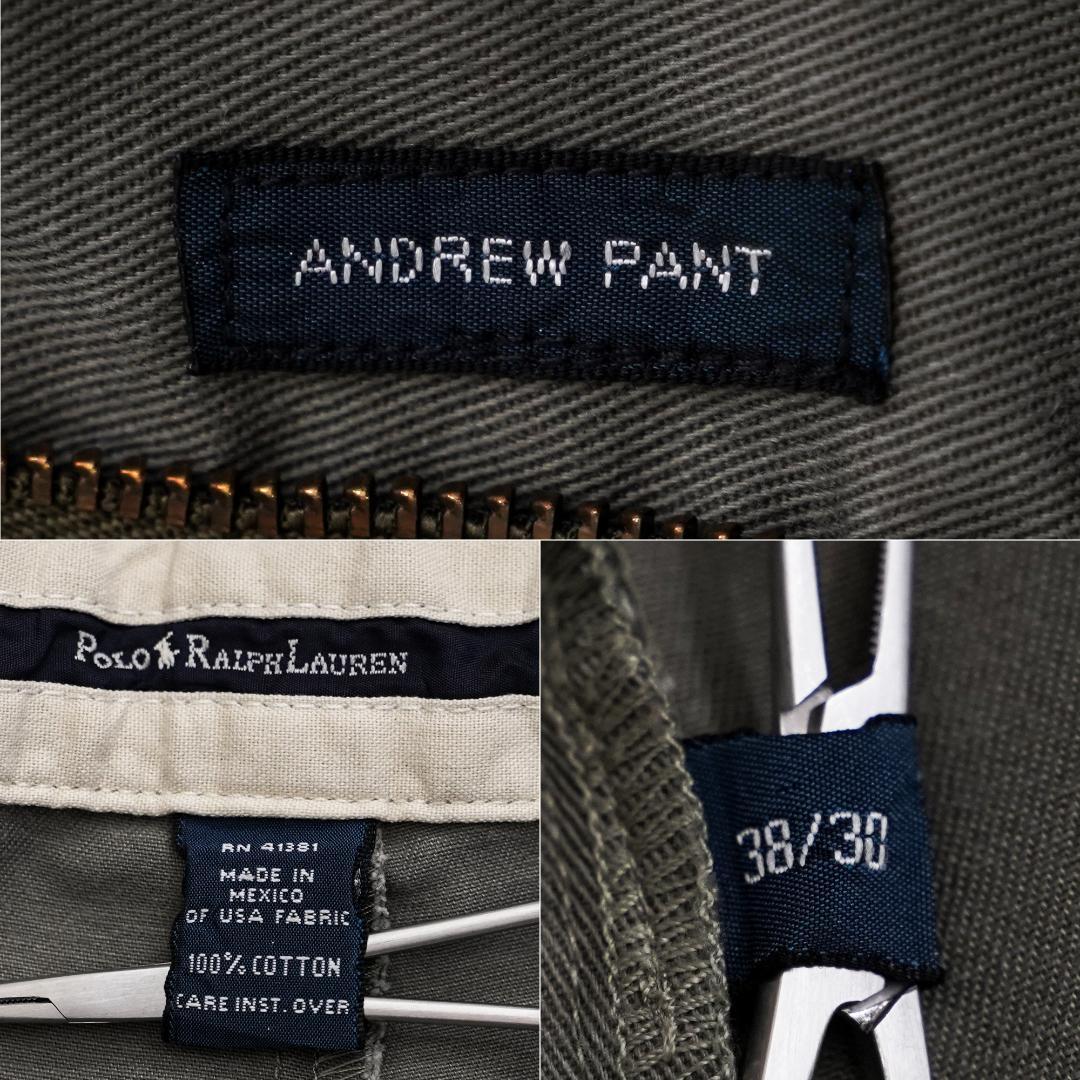 ANDREW PANT
POLO RALPH LAUREN
RN 41381
MADE IN
MEXICO
OF USA FABRIC
100% COTTON
CARE INST. OVER
38/30